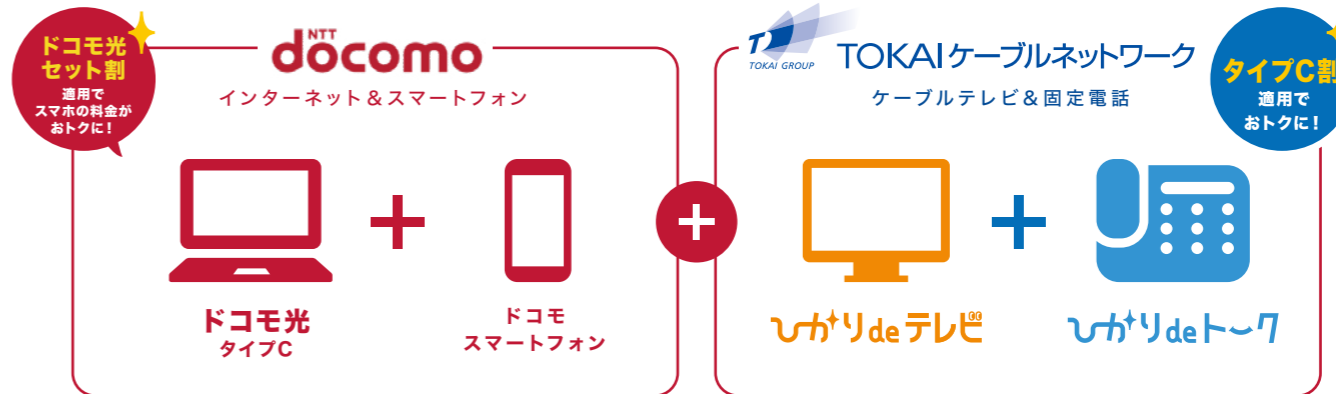 ドコモ光
セット割
適用で
スマホの料金が
おトクに!
NTT
döcomo
インターネット&スマートフォン
ドコモ光
タイプC
ドコモ
スマートフォン
T
TOKAI GROUP
TOKAIケーブルネットワーク
ケーブルテレビ&固定電話
タイプC割
適用で
おトクに!
ひかりdeテレビ
ひかりdeトーク